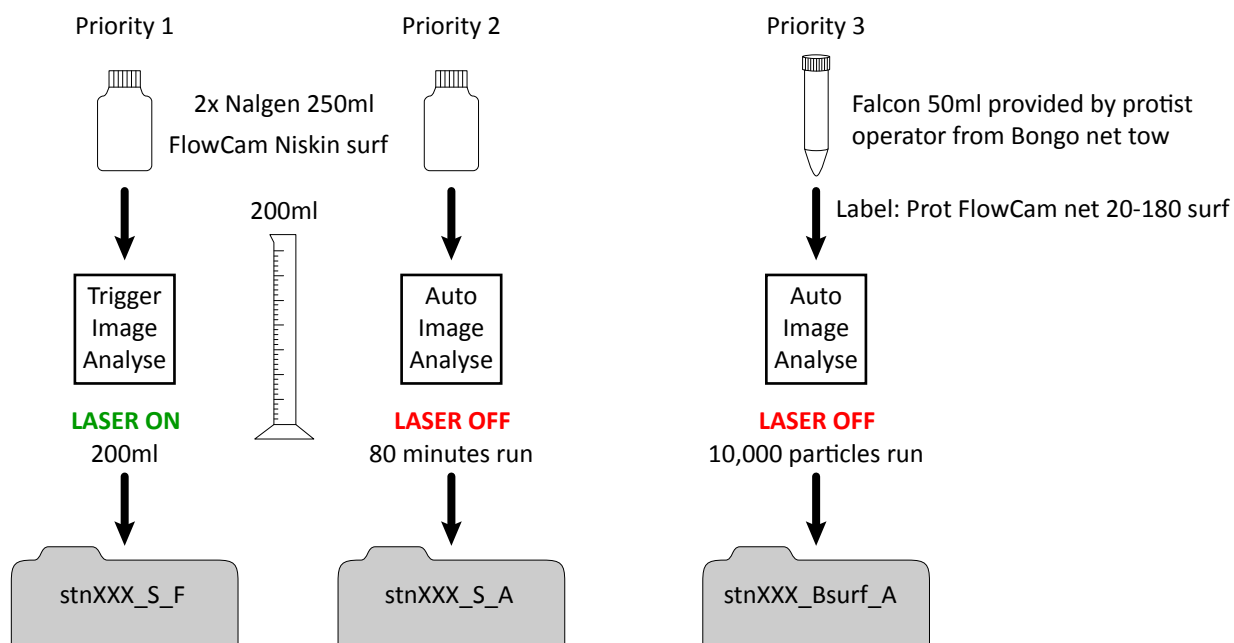 Priority 1
Priority 2
Priority 3
2x Nalgen 250ml
FlowCam Niskin surf
Falcon 50ml provided by protist
operator from Bongo net tow
200ml
Label: Prot FlowCam net 20-180 surf
Trigger
Image
Analyse
Auto
Image
Analyse
Auto
Image
Analyse
LASER ON
200ml
LASER OFF
80 minutes run
LASER OFF
10,000 particles run
stnXXX_S_F
stnXXX_S_A
stnXXX_Bsurf_A